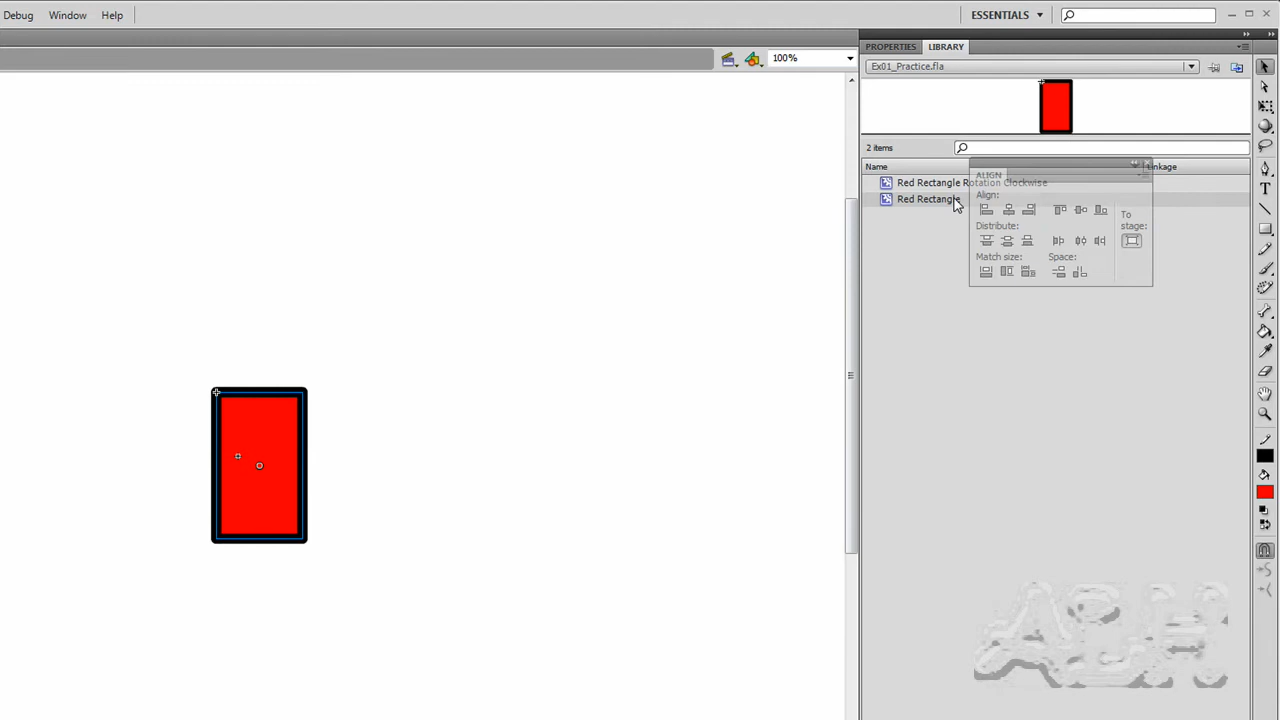 Debug Window Help ESSENTIALS
PROPERTIES LIBRARY
100%
Ex01_Practice.fla
2 items
Name Linkage
ALIGN
Red Rectangle Rotation Clockwise
Align:
Red Rectangle
To
stage:
Distribute:
Match size: Space: